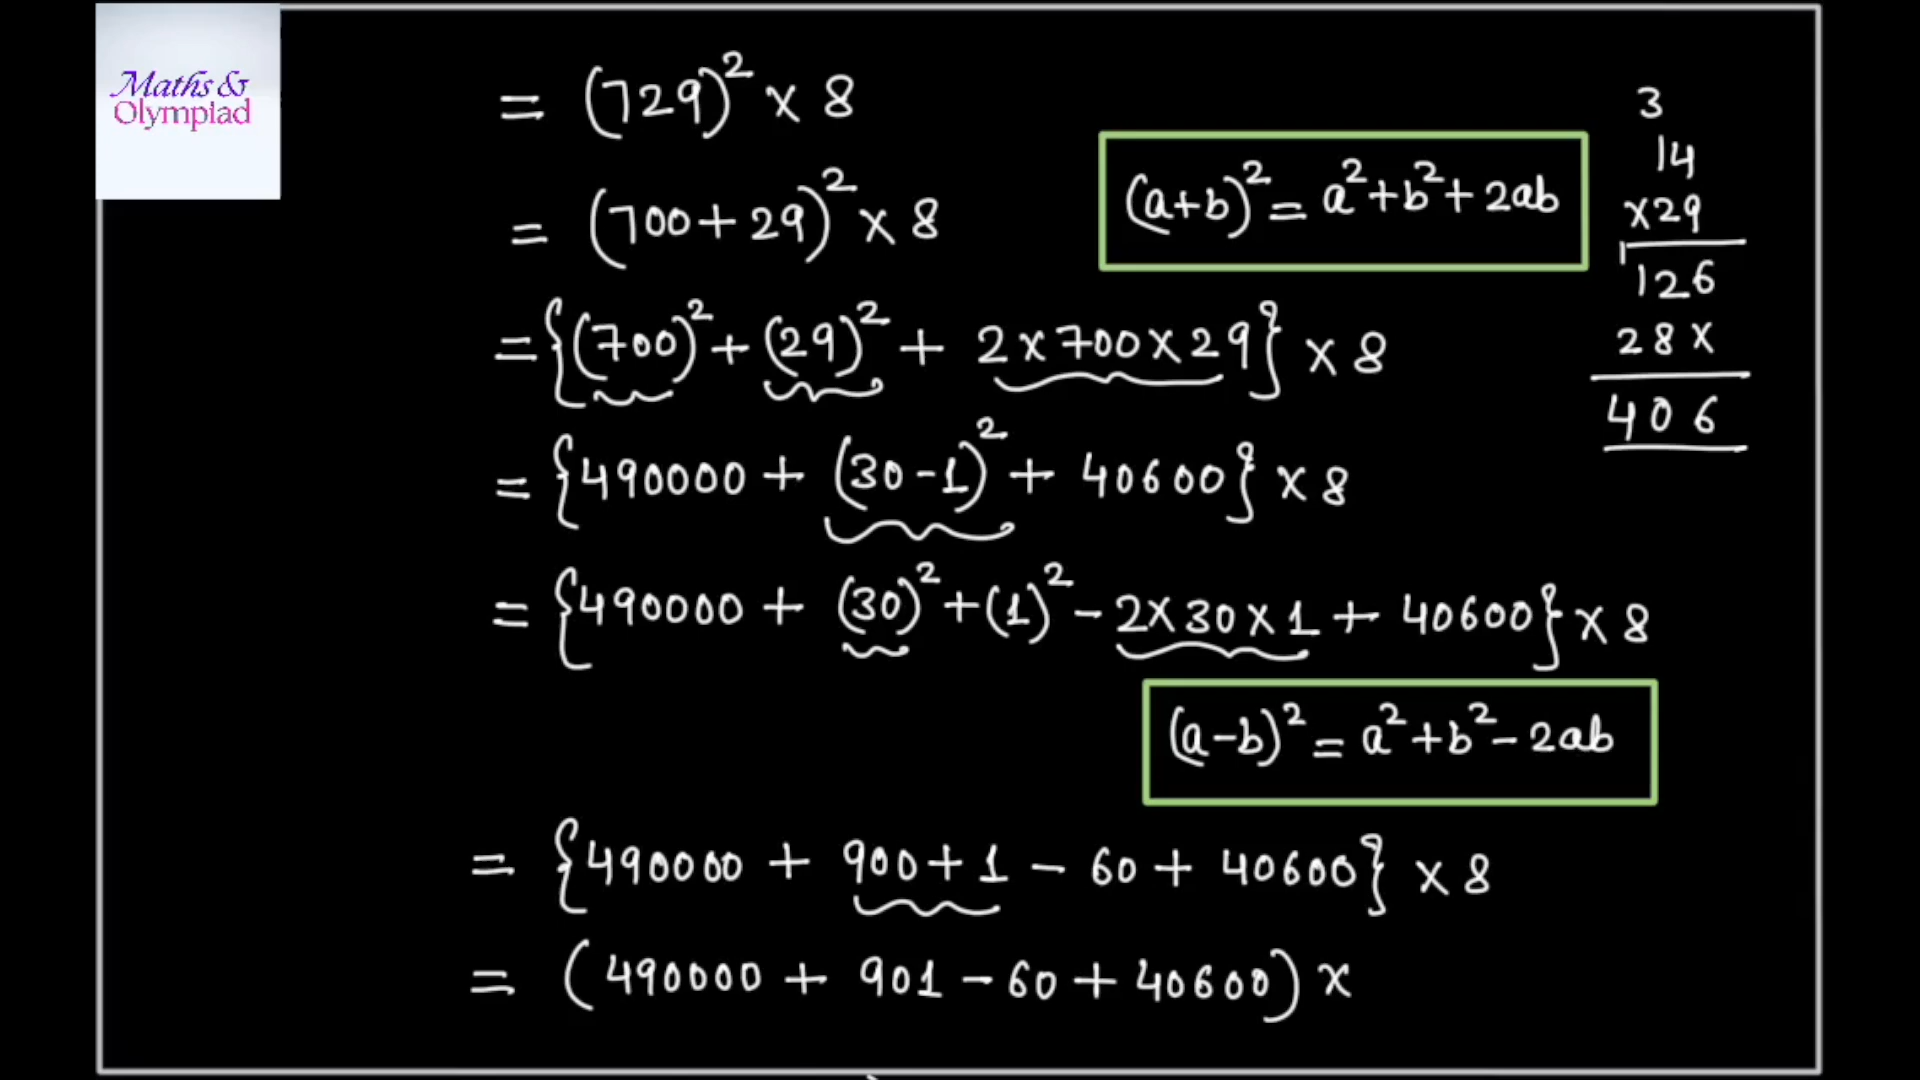 Maths &
Olympiad
= (729)² × 8
= (700+29)² × 8
(a+b)² = a²+b²+2ab
3
14
×29
1
126
28×
406
= {(700)² + (29)² + 2×700×29} × 8
= {490000 + (30-1)² + 40600} × 8
= {490000 + (30)² + (1)² - 2×30×1 + 40600} × 8
(a-b)² = a²+b²-2ab
= {490000 + 900+1 - 60 + 40600} × 8
= (490000 + 901 - 60 + 40600) ×